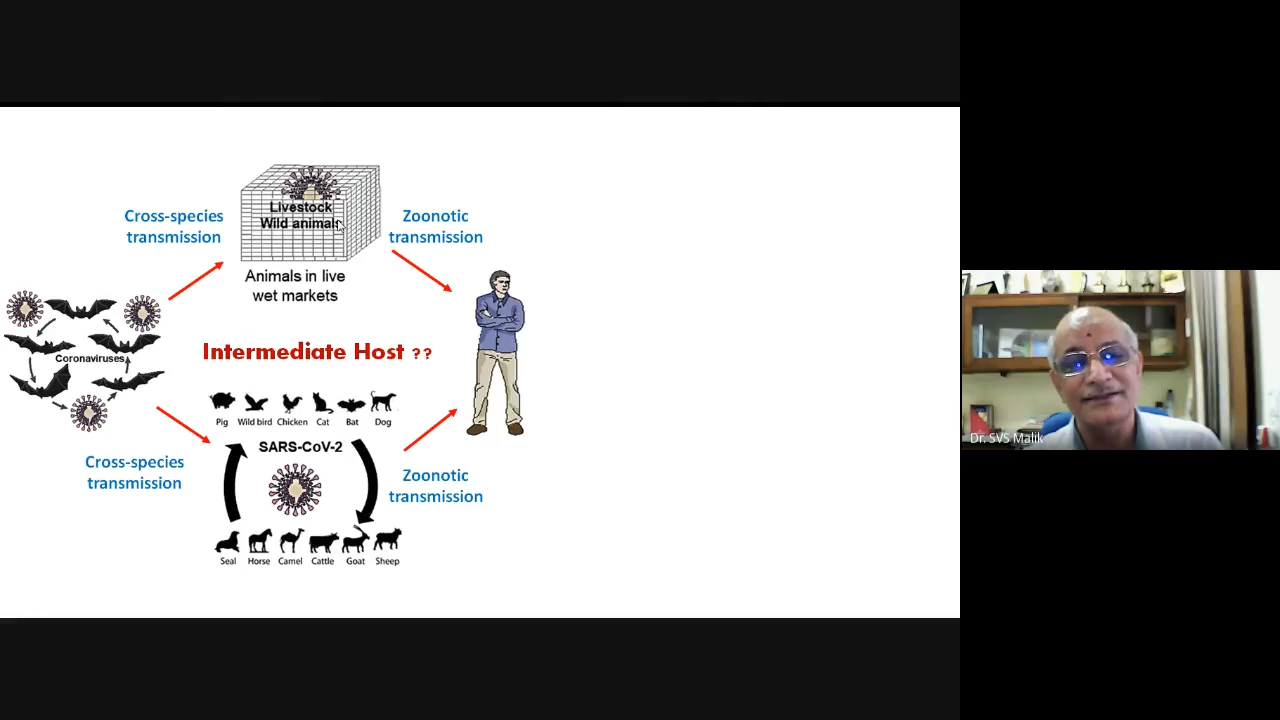 Livestock
Wild animals
Cross-species
transmission
Zoonotic
transmission
Animals in live
wet markets
Coronaviruses
Intermediate Host ??
Pig Wild bird Chicken Cat Bat Dog
SARS-CoV-2
Cross-species
transmission
Zoonotic
transmission
Seal Horse Camel Cattle Goat Sheep
Dr. SVS Malik